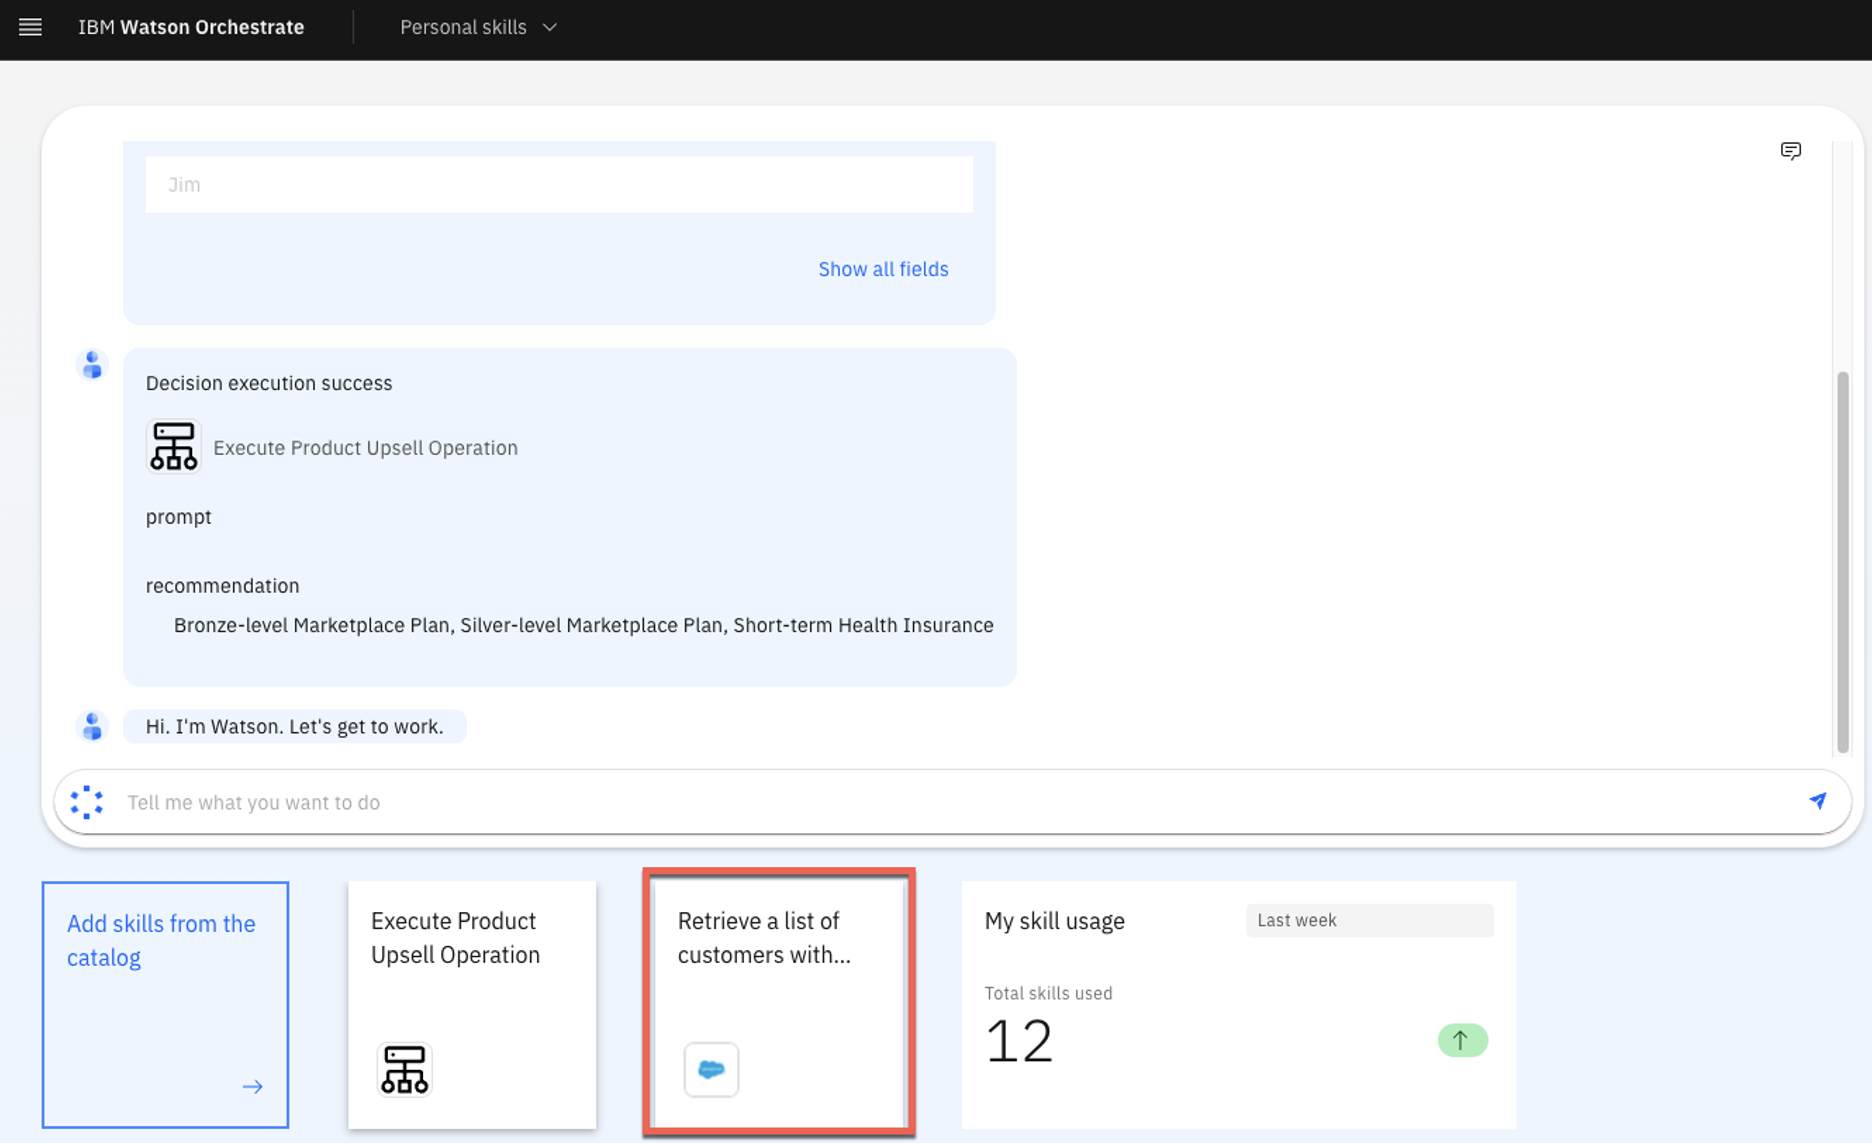 IBM Watson Orchestrate
Personal skills
Jim
Show all fields
Decision execution success
Execute Product Upsell Operation
prompt
recommendation
Bronze-level Marketplace Plan, Silver-level Marketplace Plan, Short-term Health Insurance
Hi. I'm Watson. Let's get to work.
Tell me what you want to do
Add skills from the
catalog
Execute Product
Upsell Operation
Retrieve a list of
customers with...
My skill usage
Last week
Total skills used
12